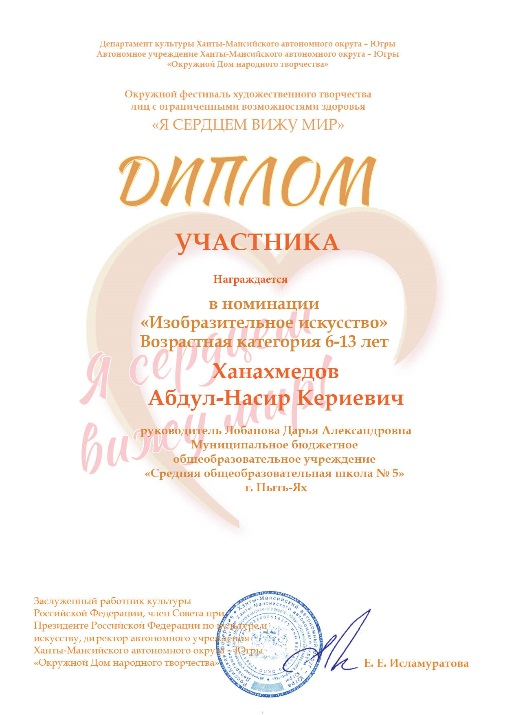 Департамент культуры Ханты-Мансийского автономного округа – Югры
Автономное учреждение Ханты-Мансийского автономного округа – Югры
«Окружной Дом народного творчества»
Окружной фестиваль художественного творчества
лиц с ограниченными возможностями здоровья
«Я СЕРДЦЕМ ВИЖУ МИР»
ДИПЛОМ
УЧАСТНИКА
Награждается
в номинации
«Изобразительное искусство»
Возрастная категория 6-13 лет
Я сердцем
вижу мир!
Ханахмедов
Абдул-Насир Кериевич
руководитель Лобанова Дарья Александровна
Муниципальное бюджетное
общеобразовательное учреждение
«Средняя общеобразовательная школа № 5»
г. Пыть-Ях
Заслуженный работник культуры
Российской Федерации, член Совета при
Президенте Российской Федерации по культуре и
искусству, директор автономного учреждения
Ханты-Мансийского автономного округа – Югры
«Окружной Дом народного творчества»
Е. Е. Исламуратова